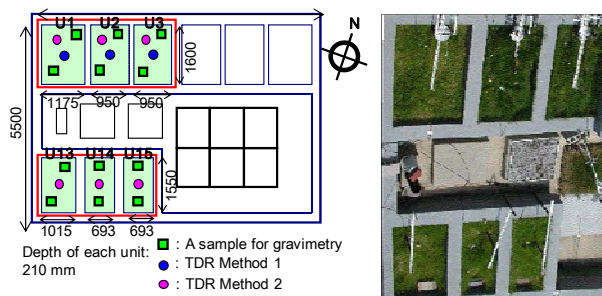 U1 U2 U3
N
1600
1175 950 950
5500
U13 U14 U15
1550
1015 693 693
Depth of each unit:
210 mm
: A sample for gravimetry
: TDR Method 1
: TDR Method 2